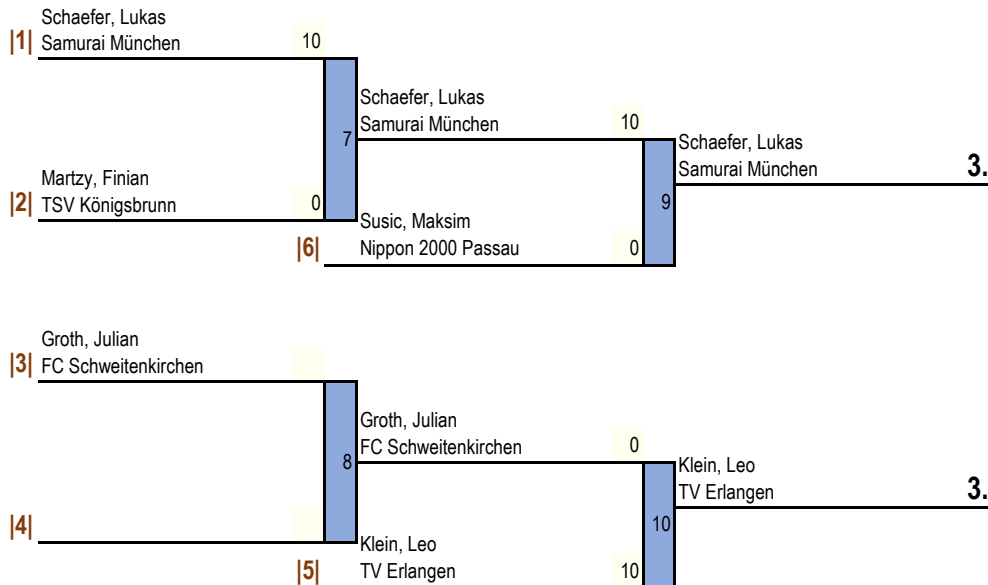 Schaefer, Lukas
|1| Samurai München 10
Schaefer, Lukas
7 Samurai München 10
Schaefer, Lukas
Samurai München 3.
Martzy, Finian
|2| TSV Königsbrunn 0
9
Susic, Maksim
|6| Nippon 2000 Passau 0
Groth, Julian
|3| FC Schweitenkirchen
Groth, Julian
8 FC Schweitenkirchen 0
Klein, Leo
TV Erlangen 3.
|4|
10
Klein, Leo
|5| TV Erlangen 10